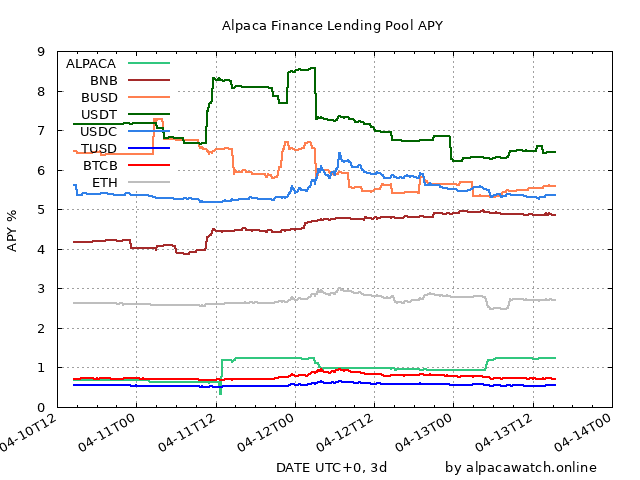 Alpaca Finance Lending Pool APY
9
8
7
6
5
4
3
2
1
0
APY %
ALPACA
BNB
BUSD
USDT
USDC
TUSD
BTCB
ETH
04-10T12
04-11T00
04-11T12
04-12T00
04-12T12
04-13T00
04-13T12
04-14T00
DATE UTC+0, 3d
by alpacawatch.online